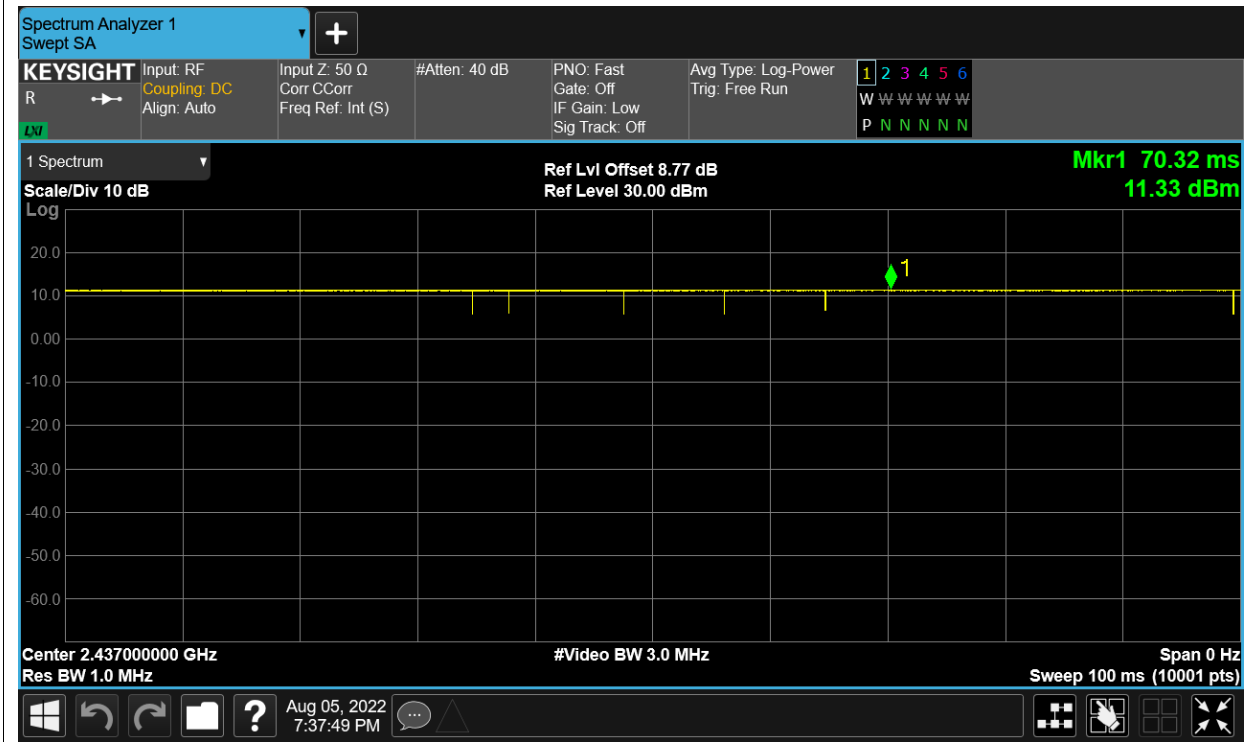 Spectrum Analyzer 1
Swept SA
KEYSIGHT
R
LXI
Input: RF
Coupling: DC
Align: Auto
Input Z: 50 Ω
Corr CCorr
Freq Ref: Int (S)
#Atten: 40 dB
PNO: Fast
Gate: Off
IF Gain: Low
Sig Track: Off
Avg Type: Log-Power
Trig: Free Run
1 2 3 4 5 6
W W W W W W
P N N N N N
1 Spectrum
Scale/Div 10 dB
Ref Lvl Offset 8.77 dB
Ref Level 30.00 dBm
Mkr1 70.32 ms
11.33 dBm
Log
20.0
10.0
0.00
-10.0
-20.0
-30.0
-40.0
-50.0
-60.0
1
Center 2.437000000 GHz
#Video BW 3.0 MHz
Span 0 Hz
Res BW 1.0 MHz
Sweep 100 ms (10001 pts)
?
Aug 05, 2022
7:37:49 PM